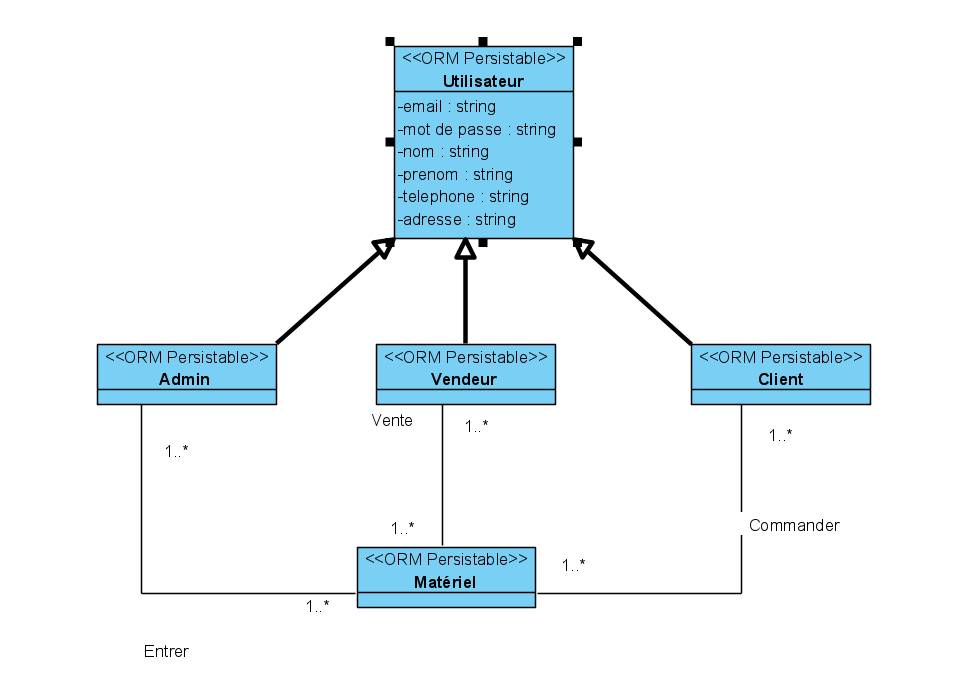 <<ORM Persistable>>
Utilisateur
-email : string
-mot de passe : string
-nom : string
-prenom : string
-telephone : string
-adresse : string
<<ORM Persistable>>
Admin
<<ORM Persistable>>
Vendeur
<<ORM Persistable>>
Client
Vente
1..*
1..*
1..*
Commander
1..*
<<ORM Persistable>>
Matériel
1..*
1..*
Entrer